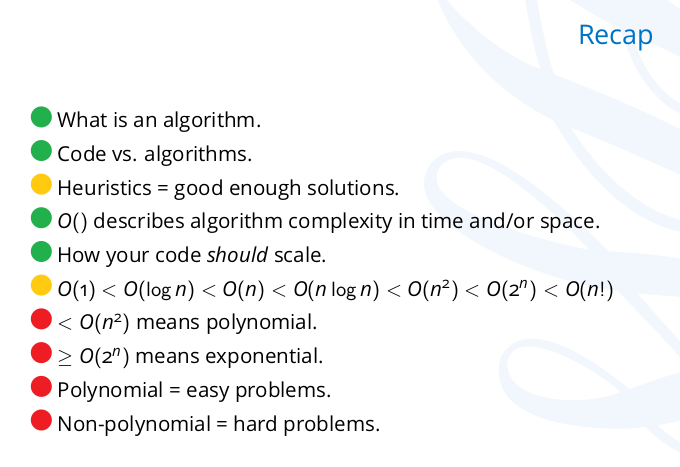 Recap
What is an algorithm.
Code vs. algorithms.
Heuristics = good enough solutions.
O() describes algorithm complexity in time and/or space.
How your code should scale.
O(1) < O(log n) < O(n) < O(n log n) < O(n²) < O(2ⁿ) < O(n!)
< O(n²) means polynomial.
≥ O(2ⁿ) means exponential.
Polynomial = easy problems.
Non-polynomial = hard problems.